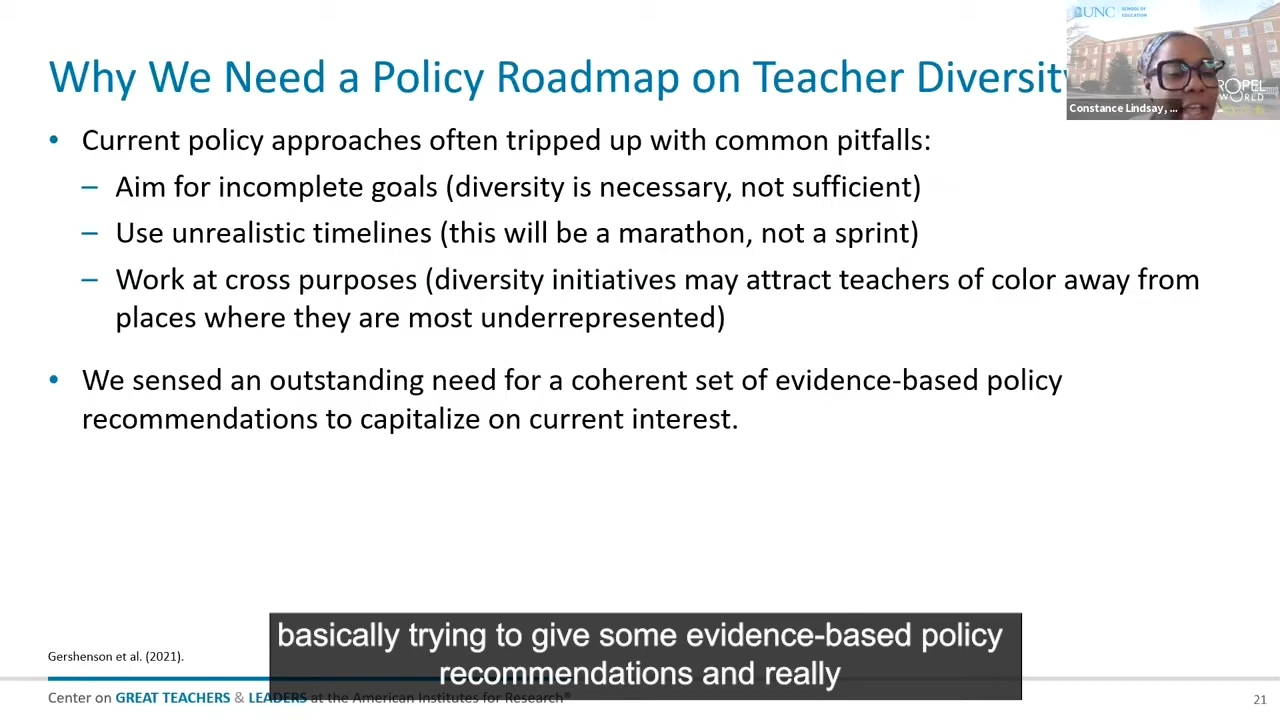 UNC SCHOOL OF EDUCATION
Why We Need a Policy Roadmap on Teacher Diversity
ROPEL
WORLD
Constance Lindsay, ...
• Current policy approaches often tripped up with common pitfalls:
– Aim for incomplete goals (diversity is necessary, not sufficient)
– Use unrealistic timelines (this will be a marathon, not a sprint)
– Work at cross purposes (diversity initiatives may attract teachers of color away from
places where they are most underrepresented)
• We sensed an outstanding need for a coherent set of evidence-based policy
recommendations to capitalize on current interest.
basically trying to give some evidence-based policy
recommendations and really
Gershenson et al. (2021).
Center on GREAT TEACHERS & LEADERS at the American Institutes for Research®
21